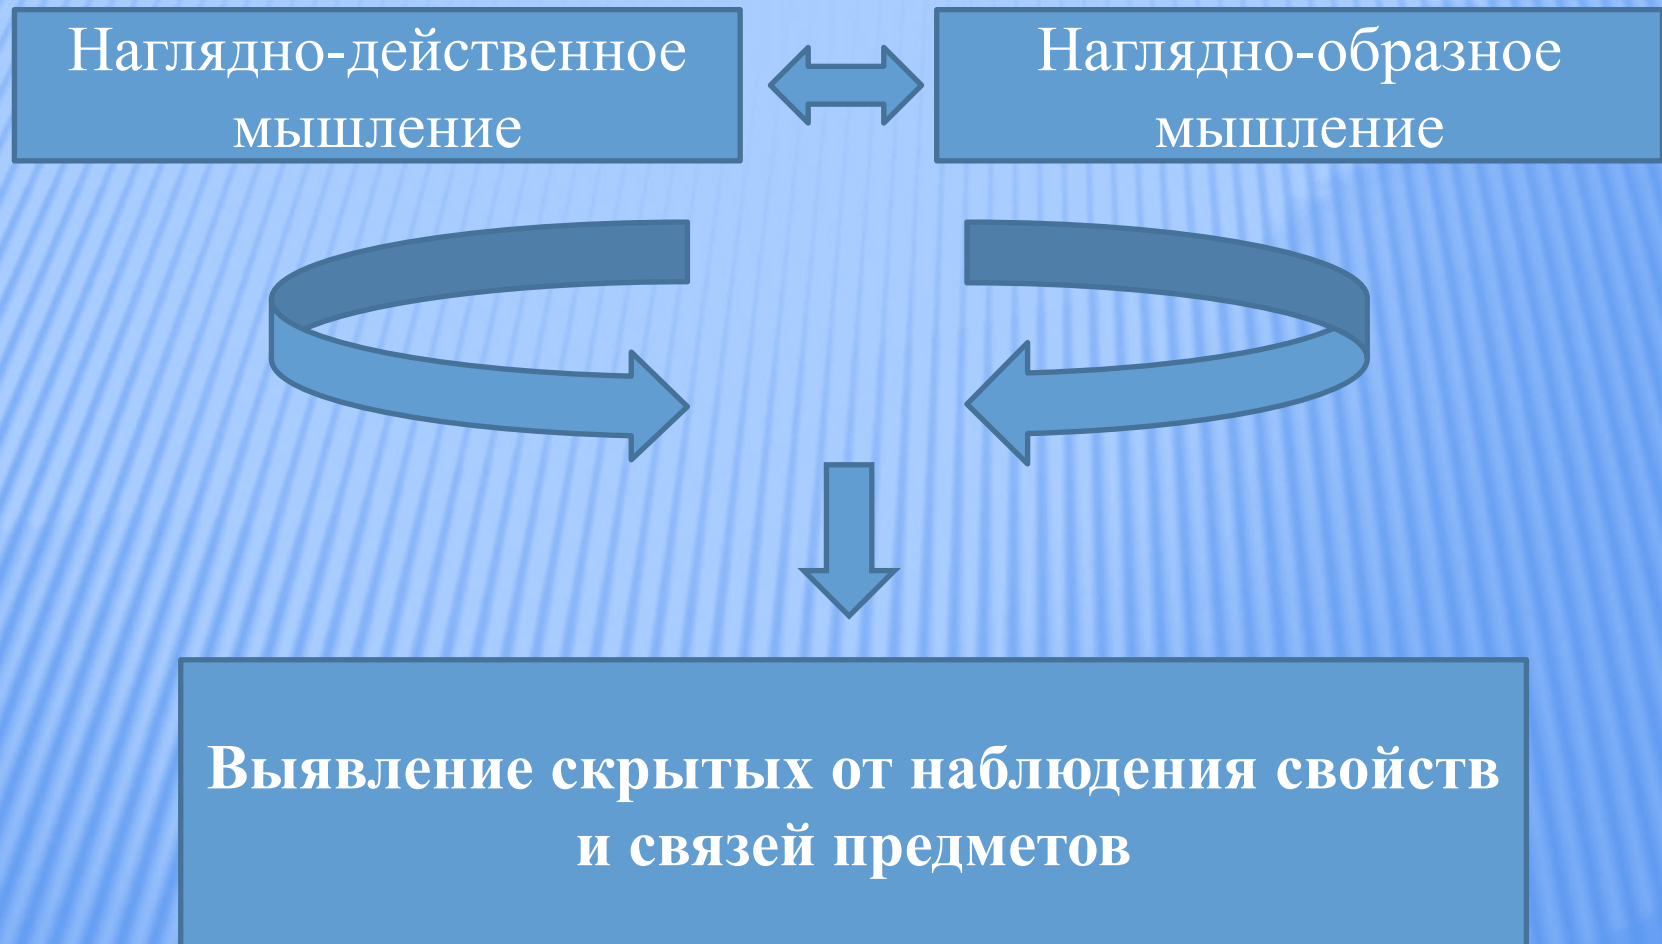 Наглядно-действенное
мышление
Наглядно-образное
мышление
Выявление скрытых от наблюдения свойств
и связей предметов